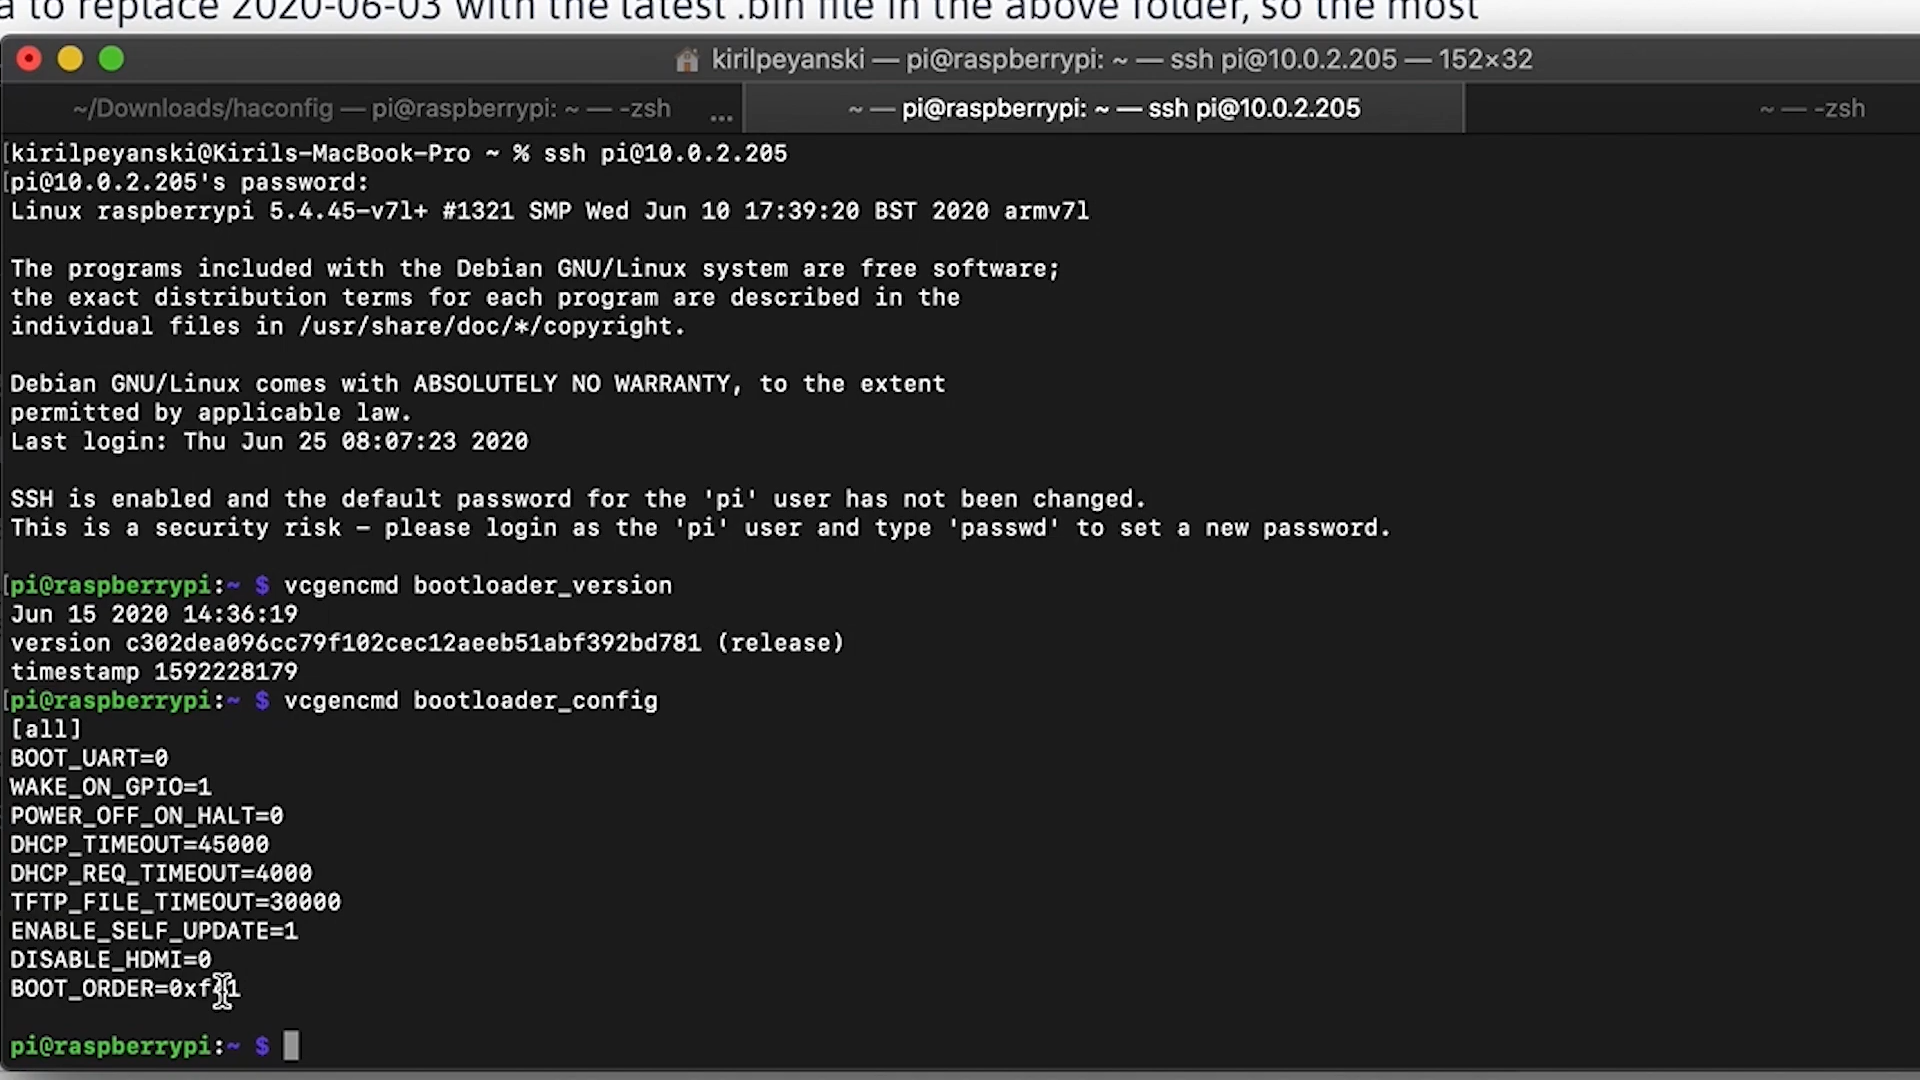 a to replace 2020-06-03 with the latest .bin file in the above folder, so the most
kirilpeyanski — pi@raspberrypi: ~ — ssh pi@10.0.2.205 — 152×32
~/Downloads/haconfig — pi@raspberrypi: ~ — -zsh ... ~ — pi@raspberrypi: ~ — ssh pi@10.0.2.205 ~ — -zsh
[kirilpeyanski@Kirils-MacBook-Pro ~ % ssh pi@10.0.2.205
[pi@10.0.2.205's password:
Linux raspberrypi 5.4.45-v7l+ #1321 SMP Wed Jun 10 17:39:20 BST 2020 armv7l
The programs included with the Debian GNU/Linux system are free software;
the exact distribution terms for each program are described in the
individual files in /usr/share/doc/*/copyright.
Debian GNU/Linux comes with ABSOLUTELY NO WARRANTY, to the extent
permitted by applicable law.
Last login: Thu Jun 25 08:07:23 2020
SSH is enabled and the default password for the 'pi' user has not been changed.
This is a security risk - please login as the 'pi' user and type 'passwd' to set a new password.
[pi@raspberrypi:~ $ vcgencmd bootloader_version
Jun 15 2020 14:36:19
version c302dea096cc79f102cec12aeeb51abf392bd781 (release)
timestamp 1592228179
[pi@raspberrypi:~ $ vcgencmd bootloader_config
[all]
BOOT_UART=0
WAKE_ON_GPIO=1
POWER_OFF_ON_HALT=0
DHCP_TIMEOUT=45000
DHCP_REQ_TIMEOUT=4000
TFTP_FILE_TIMEOUT=30000
ENABLE_SELF_UPDATE=1
DISABLE_HDMI=0
BOOT_ORDER=0xf41
pi@raspberrypi:~ $